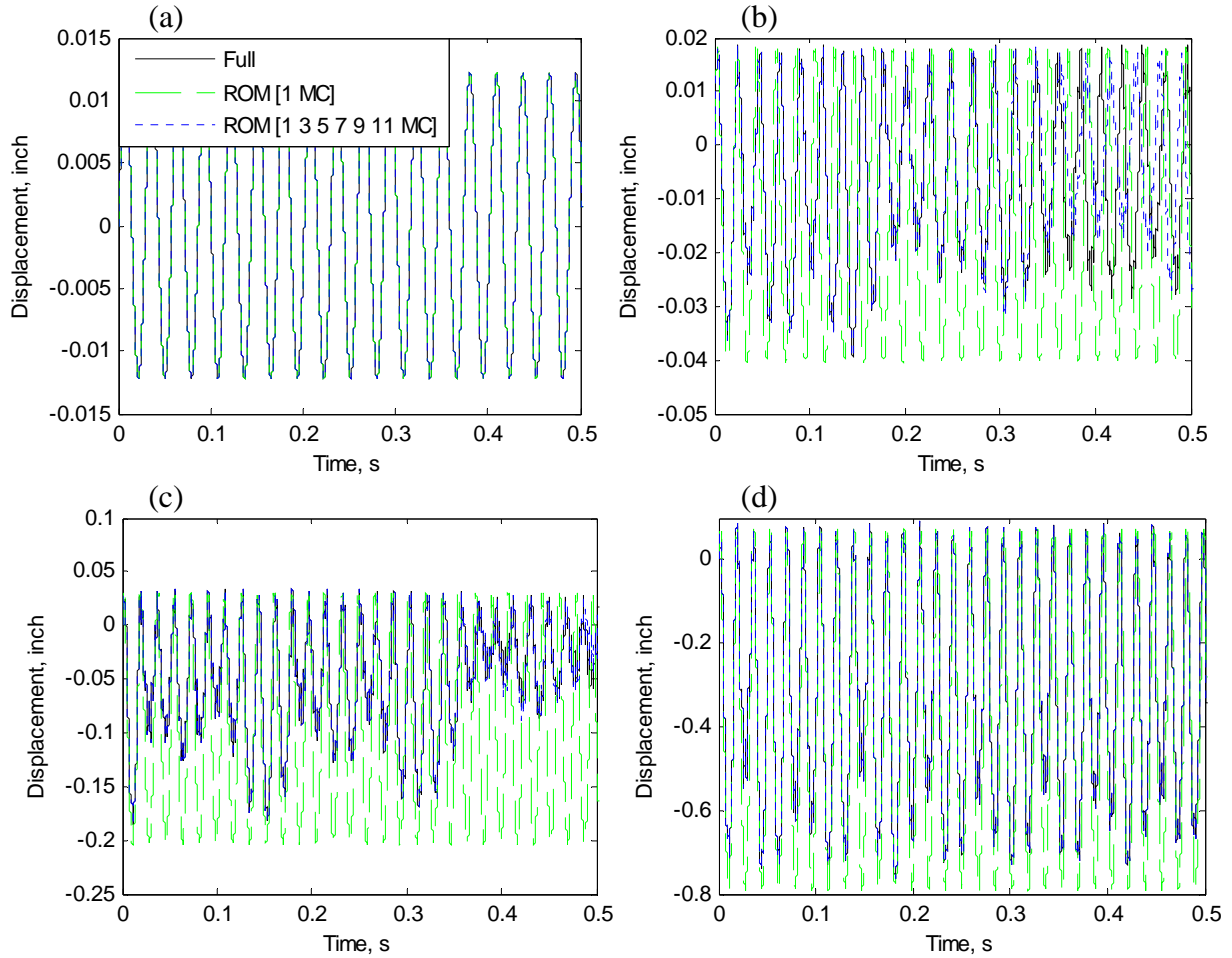 (a)
0.015
0.01
0.005
0
-0.005
-0.01
-0.015
Displacement, inch
Full
ROM [1 MC]
ROM [1 3 5 7 9 11 MC]
0 0.1 0.2 0.3 0.4 0.5
Time, s
(b)
0.02
0.01
0
-0.01
-0.02
-0.03
-0.04
-0.05
Displacement, inch
0 0.1 0.2 0.3 0.4 0.5
Time, s
(c)
0.1
0.05
0
-0.05
-0.1
-0.15
-0.2
-0.25
Displacement, inch
0 0.1 0.2 0.3 0.4 0.5
Time, s
(d)
0
-0.2
-0.4
-0.6
-0.8
Displacement, inch
0 0.1 0.2 0.3 0.4 0.5
Time, s